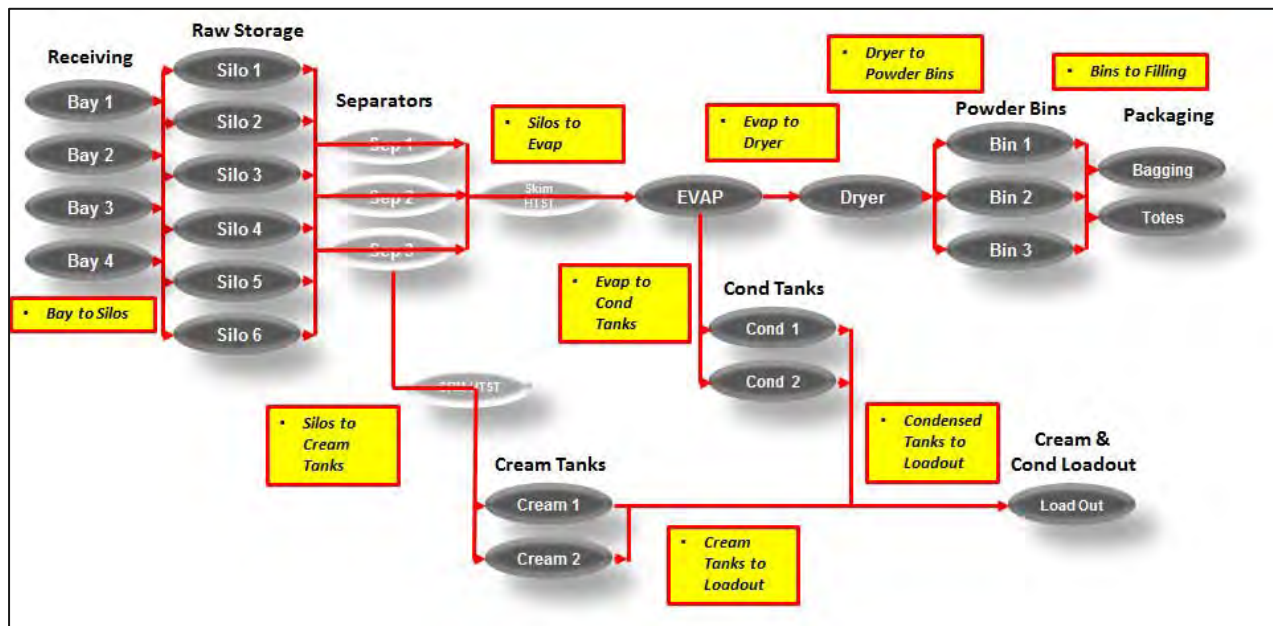 Receiving
Bay 1
Bay 2
Bay 3
Bay 4
▪ Bay to Silos
Raw Storage
Silo 1
Silo 2
Silo 3
Silo 4
Silo 5
Silo 6
Separators
Sep 1
Sep 2
Sep 3
▪ Silos to
Evap
Skim
HTST
▪ Silos to
Cream
Tanks
HTST
Cream Tanks
Cream 1
Cream 2
EVAP
▪ Evap to
Cond
Tanks
Cond Tanks
Cond 1
Cond 2
▪ Evap to
Dryer
Dryer
▪ Dryer to
Powder Bins
Powder Bins
Bin 1
Bin 2
Bin 3
▪ Bins to Filling
Packaging
Bagging
Totes
▪ Condensed
Tanks to
Loadout
▪ Cream
Tanks to
Loadout
Cream &
Cond Loadout
Load Out